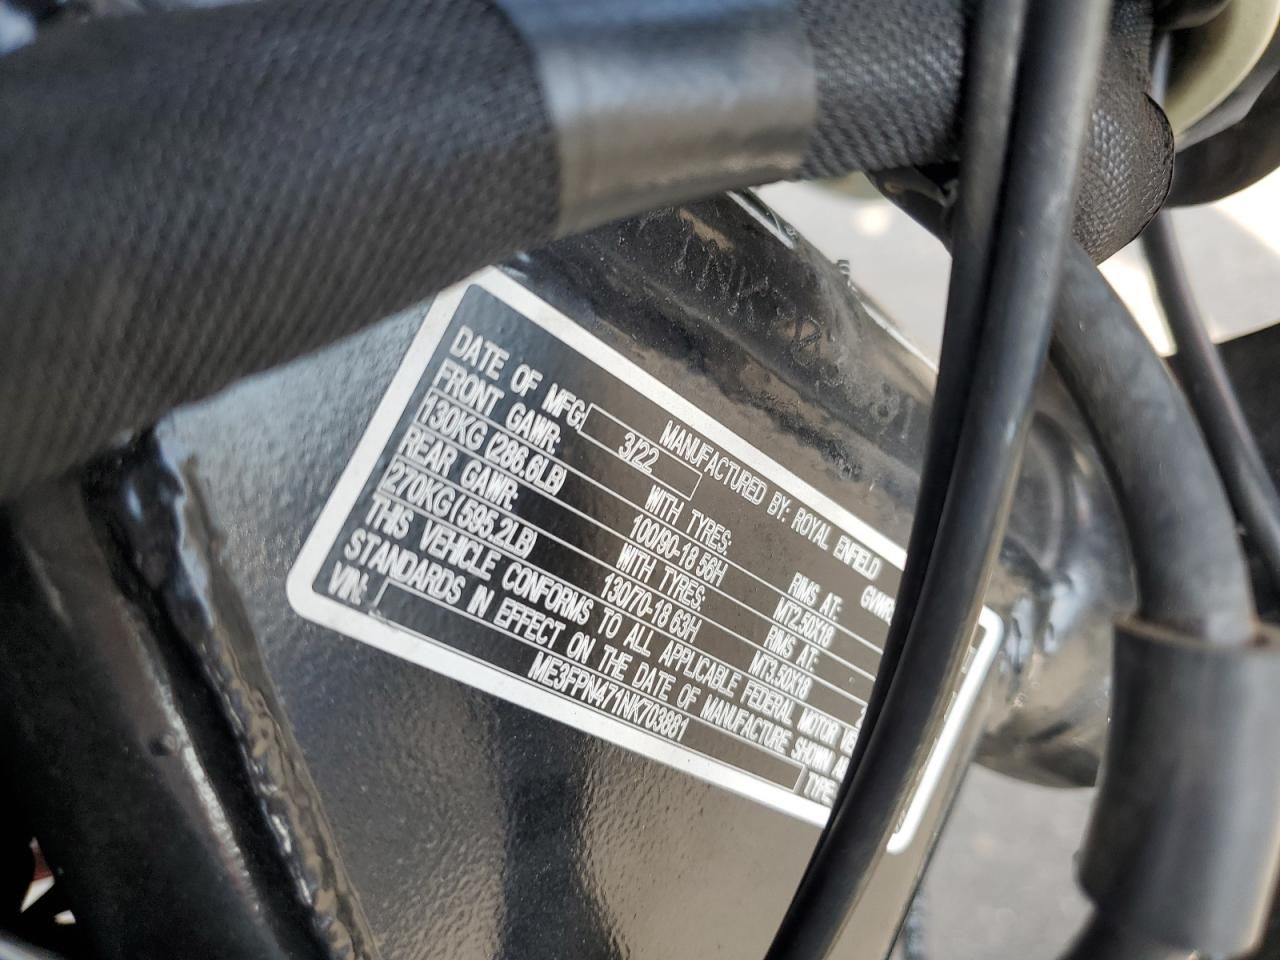 MANUFACTURED BY: ROYAL ENFIELD
DATE OF MFG: 3/22
FRONT GAWR: WITH TYRES: RIMS AT: GVWR
130KG (286.6LB) 100/90-18 56H MT2.50X18
REAR GAWR: WITH TYRES: RIMS AT:
270KG (595.2LB) 130/70-18 63H MT3.50X18
THIS VEHICLE CONFORMS TO ALL APPLICABLE FEDERAL MOTOR VE
STANDARDS IN EFFECT ON THE DATE OF MANUFACTURE SHOWN
VIN: ME3FPN471NK703881 TYPE: